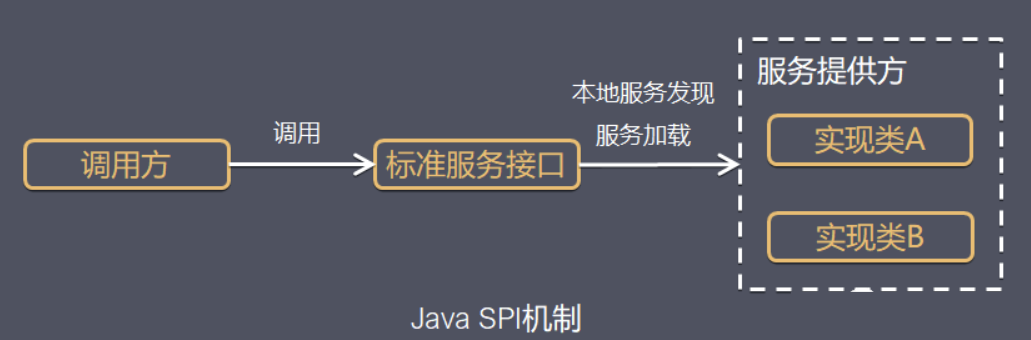 调用方
调用
标准服务接口
本地服务发现
服务加载
服务提供方
实现类A
实现类B
Java SPI机制